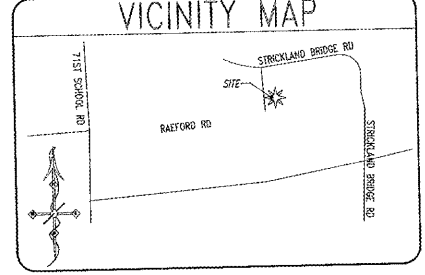 VICINITY MAP
STRICKLAND BRIDGE RD
71ST SCHOOL RD
SITE
RAEFORD RD
STRICKLAND BRIDGE RD